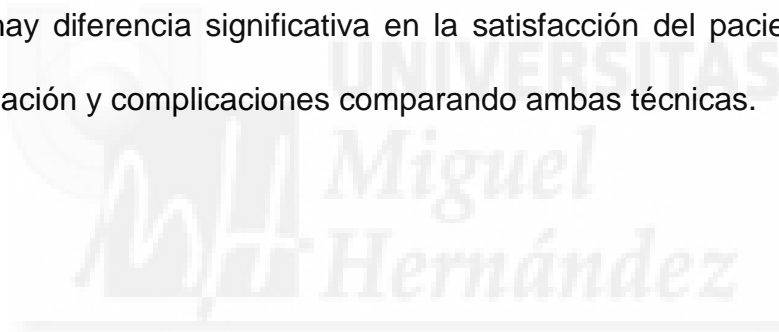 hay diferencia significativa en la satisfacción del pacie
ación y complicaciones comparando ambas técnicas.
UNIVERSITAS
Miguel
Hernández